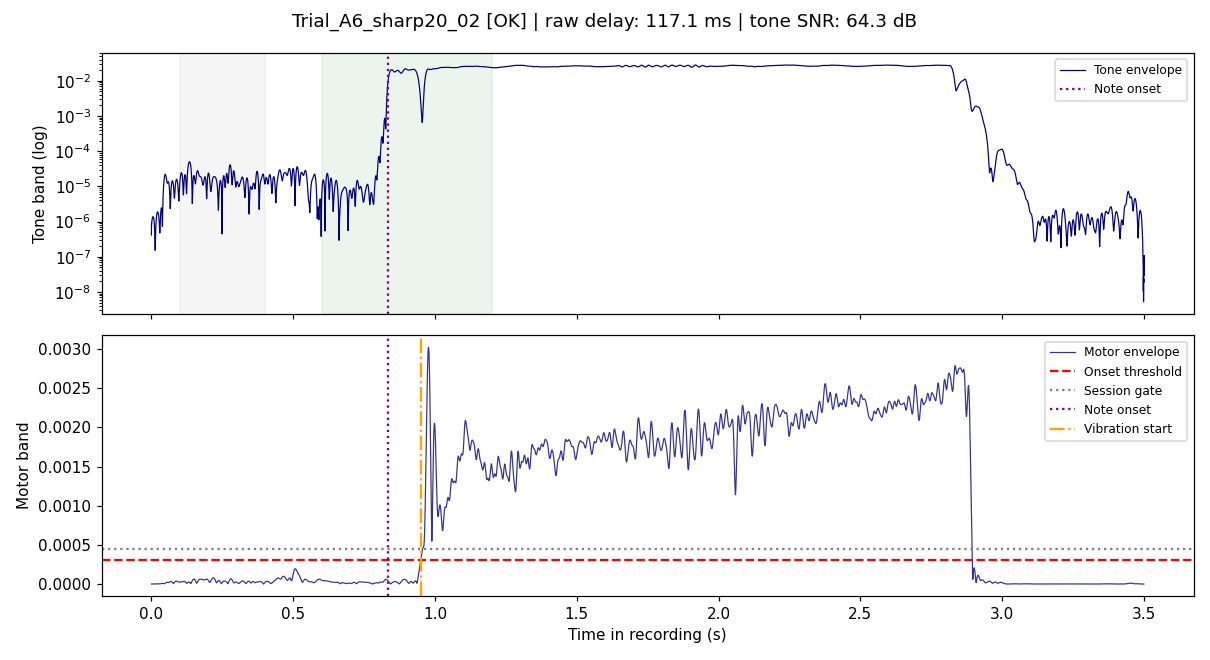 Trial_A6_sharp20_02 [OK] | raw delay: 117.1 ms | tone SNR: 64.3 dB
Tone band (log)
10⁻²
10⁻³
10⁻⁴
10⁻⁵
10⁻⁶
10⁻⁷
10⁻⁸
Tone envelope
Note onset
Motor band
0.0030
0.0025
0.0020
0.0015
0.0010
0.0005
0.0000
Motor envelope
Onset threshold
Session gate
Note onset
Vibration start
0.0 0.5 1.0 1.5 2.0 2.5 3.0 3.5
Time in recording (s)